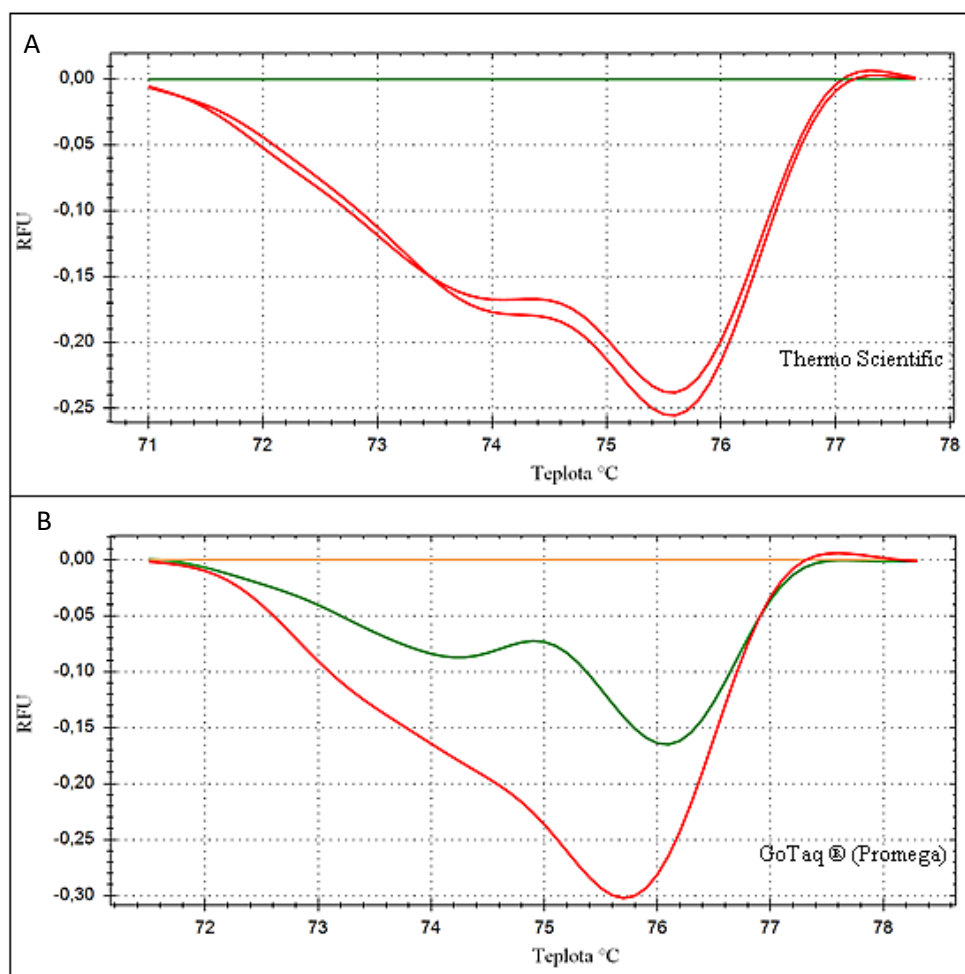 A
0,00
-0,05
-0,10
-0,15
-0,20
-0,25
RFU
Thermo Scientific
71 72 73 74 75 76 77 78
Teplota °C
B
0,00
-0,05
-0,10
-0,15
-0,20
-0,25
-0,30
RFU
GoTaq ® (Promega)
72 73 74 75 76 77 78
Teplota °C